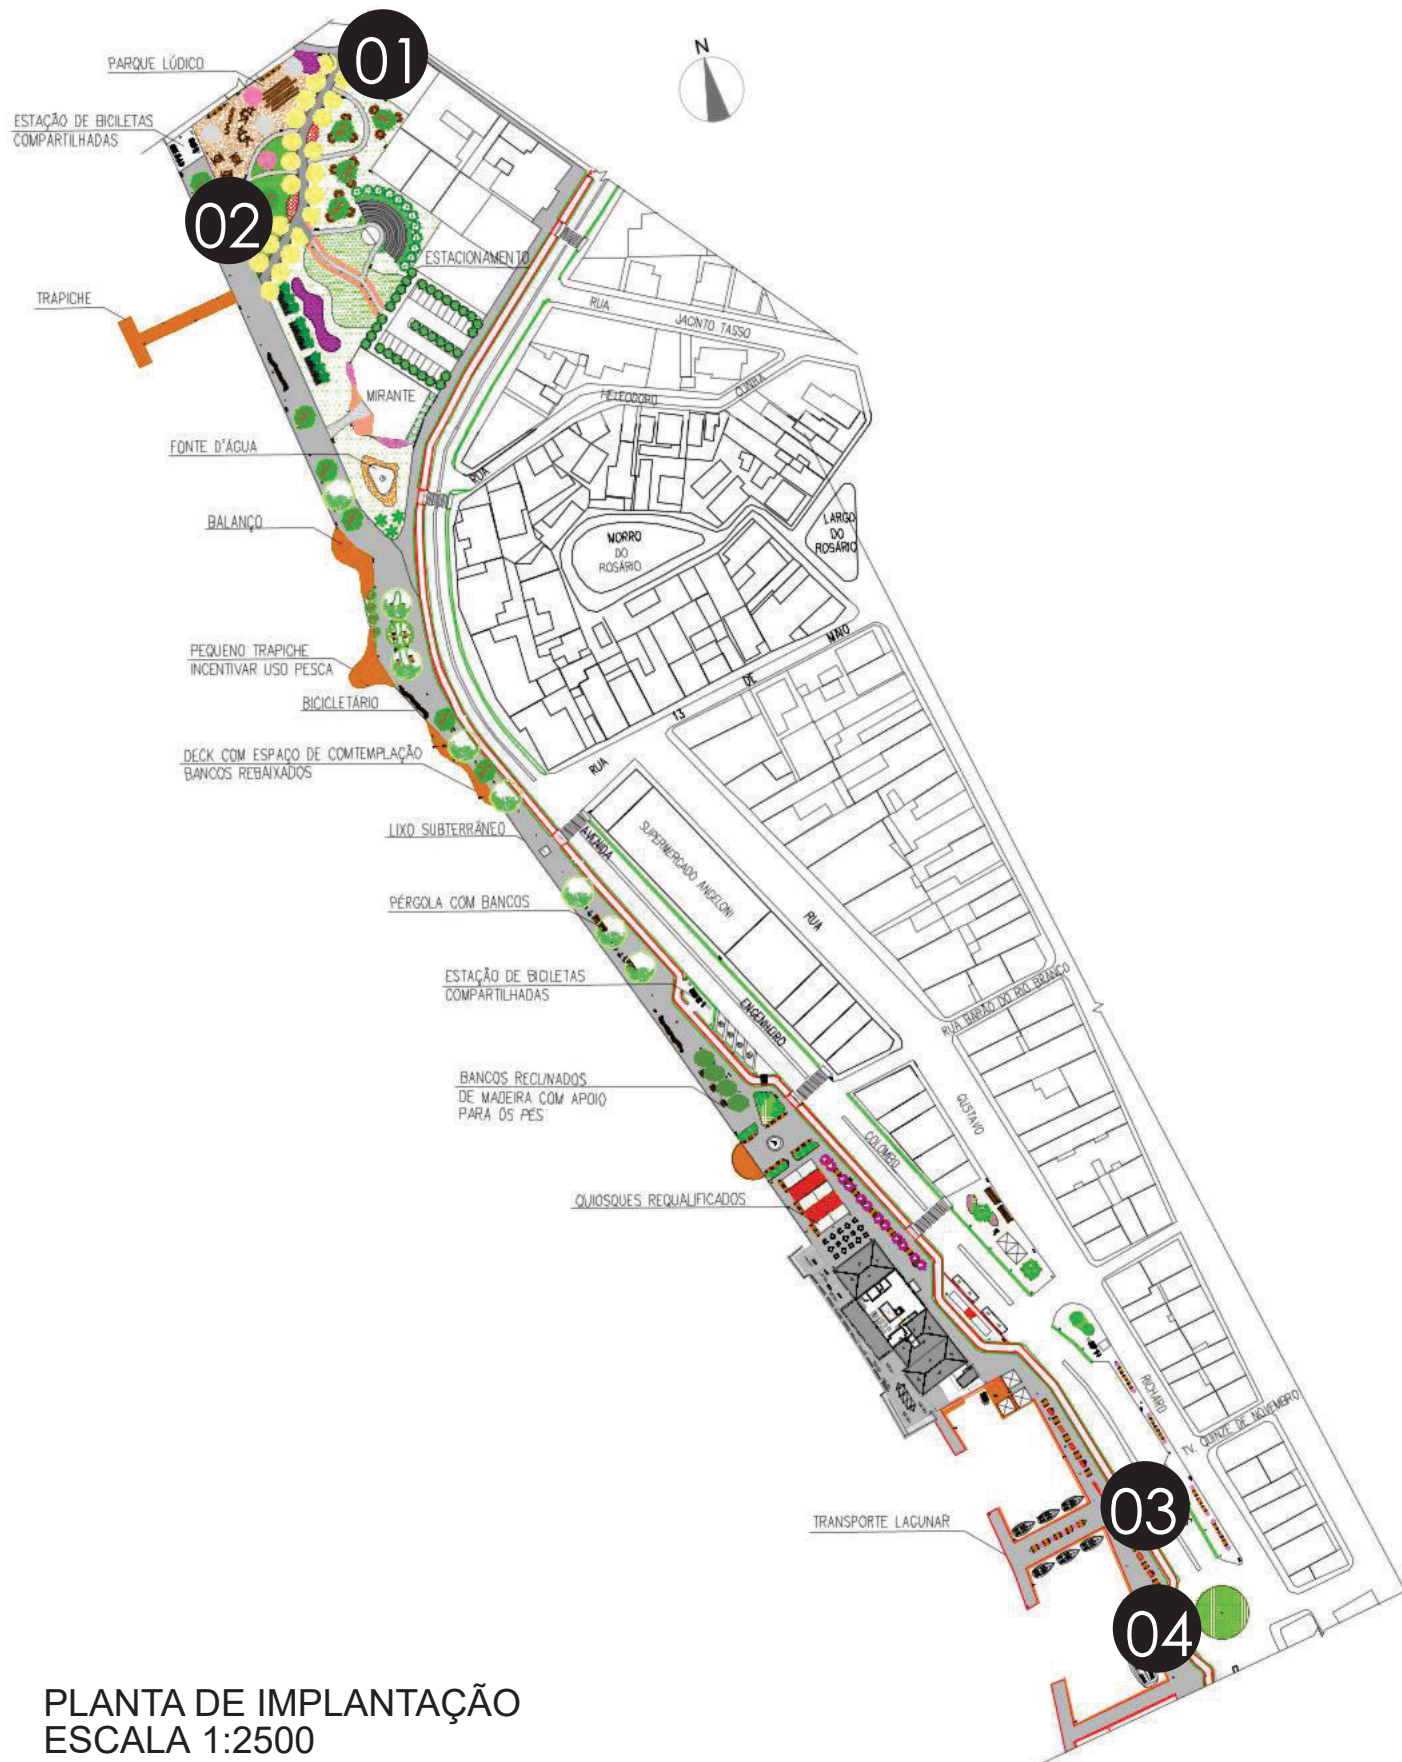 01
N
PARQUE LÚDICO
ESTAÇÃO DE BICILETAS
COMPARTILHADAS
02
ESTACIONAMENTO
TRAPICHE
RUA
JACINTO TASSO
MIRANTE
HELEODORO
CUNHA
FONTE D'ÁGUA
RUA
BALANÇO
LARGO
DO
ROSÁRIO
MORRO
DO
ROSÁRIO
PEQUENO TRAPICHE
INCENTIVAR USO PESCA
RUA 13 DE MAIO
BICICLETÁRIO
DECK COM ESPAÇO DE COMTEMPLAÇÃO
BANCOS REBAIXADOS
LIXO SUBTERRÂNEO
AVENIDA
SUPERMERCADO ANGELONI
PÉRGOLA COM BANCOS
RUA
ESTAÇÃO DE BICILETAS
COMPARTILHADAS
ENGENHEIRO
RUA BARÃO DO RIO BRANCO
BANCOS RECLINADOS
DE MADEIRA COM APOIO
PARA OS PÉS
GUSTAVO
COLOMBO
QUIOSQUES REQUALIFICADOS
RICHARD
TV. QUINZE DE NOVEMBRO
03
TRANSPORTE LAGUNAR
04
PLANTA DE IMPLANTAÇÃO
ESCALA 1:2500